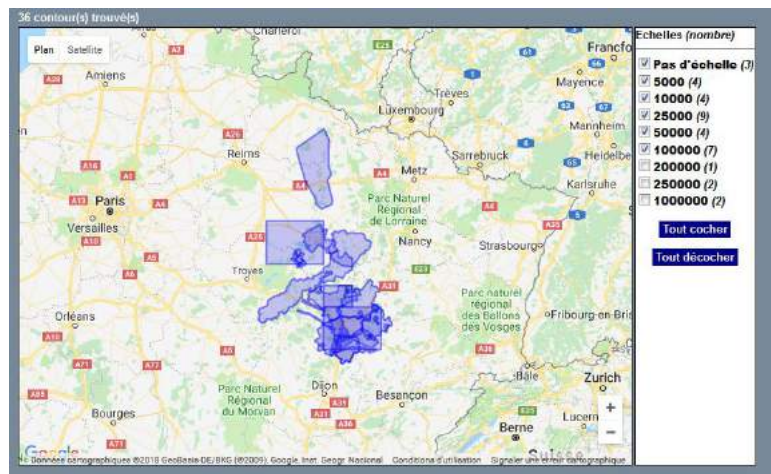 36 contour(s) trouvé(s)
Plan Satellite
Echelles (nombre)
Pas d'échelle (3)
5000 (4)
10000 (4)
25000 (9)
50000 (4)
100000 (7)
200000 (1)
250000 (2)
1000000 (2)
Tout cocher
Tout décocher
Charleroi
Francfo
Amiens
Mayence
Trèves
Luxembourg
Mannheim
Reims
Sarrebruck
Heidelbe
Metz
Karlsruhe
Paris
Parc Naturel
Régional
de Lorraine
Versailles
Nancy
Strasbourg
Troyes
Parc naturel
régional
des Ballons
des Vosges
Orléans
Fribourg-en-Bris
Bâle
Zurich
Parc Naturel
Régional
du Morvan
Dijon
Besançon
Bourges
Lucern
Berne
Suisse
Google
Données cartographiques ©2018 GeoBasis-DE/BKG (©2009), Google, Inst. Geogr. Nacional Conditions d'utilisation Signaler une erreur cartographique